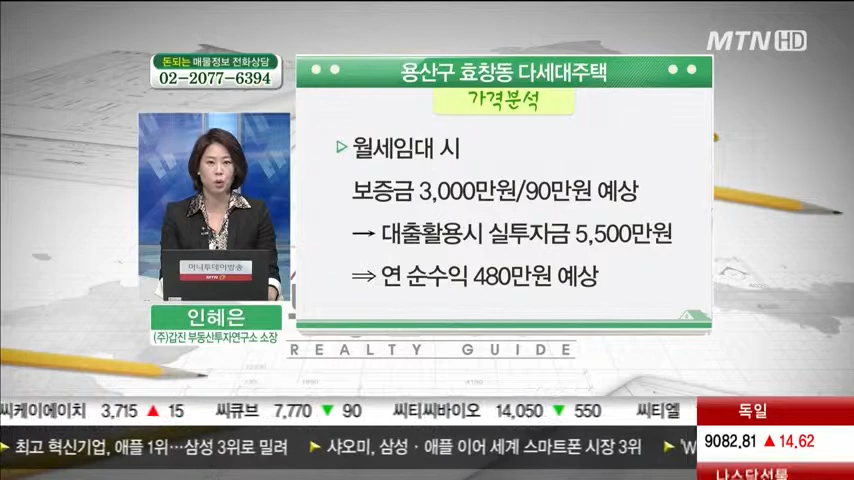 MTN HD
돈되는 매물정보 전화상담
02-2077-6394
용산구 효창동 다세대주택
가격분석
▷ 월세임대 시
보증금 3,000만원/90만원 예상
→ 대출활용시 실투자금 5,500만원
⇒ 연 순수익 480만원 예상
머니투데이방송
MTN
인혜은
(주)갑진 부동산투자연구소 소장
REALTY GUIDE
씨케이에이치 3,715 ▲ 15 씨큐브 7,770 ▼ 90 씨티씨바이오 14,050 ▼ 550 씨티엘
독일
9082.81 ▲ 14.62
나스닥선물
최고 혁신기업, 애플 1위…삼성 3위로 밀려 ▶ 샤오미, 삼성·애플 이어 세계 스마트폰 시장 3위 ▶ 'W